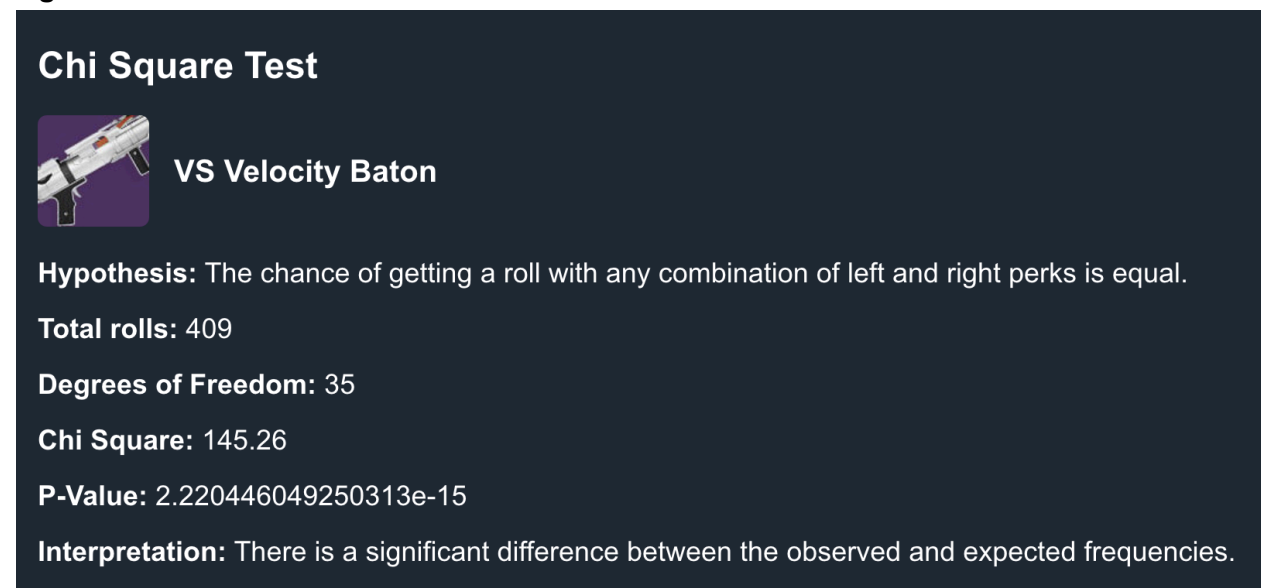 Chi Square Test
VS Velocity Baton
Hypothesis: The chance of getting a roll with any combination of left and right perks is equal.
Total rolls: 409
Degrees of Freedom: 35
Chi Square: 145.26
P-Value: 2.220446049250313e-15
Interpretation: There is a significant difference between the observed and expected frequencies.